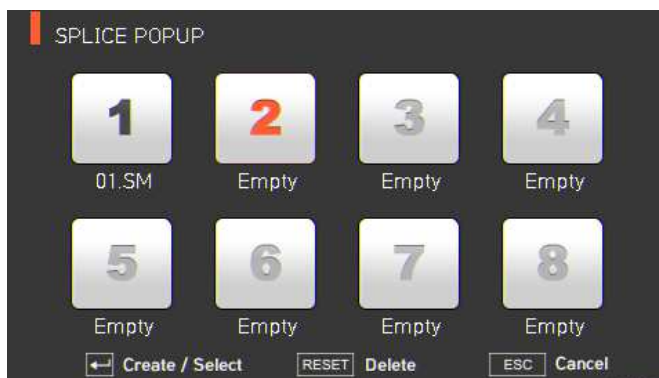 SPLICE POPUP
1 2 3 4
01.SM Empty Empty Empty
5 6 7 8
Empty Empty Empty Empty
Create / Select RESET Delete ESC Cancel